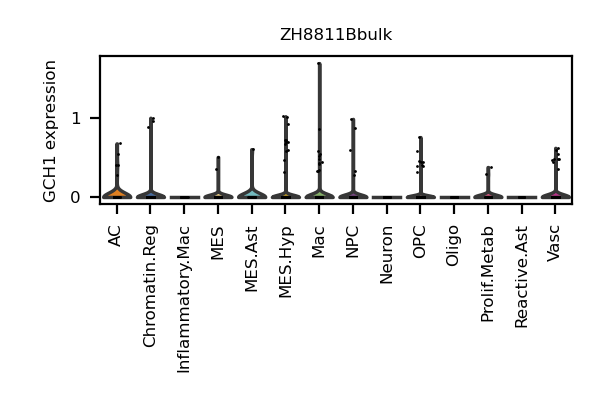 ZH8811Bbulk
GCH1 expression
1
0
AC
Chromatin.Reg
Inflammatory.Mac
MES
MES.Ast
MES.Hyp
Mac
NPC
Neuron
OPC
Oligo
Prolif.Metab
Reactive.Ast
Vasc